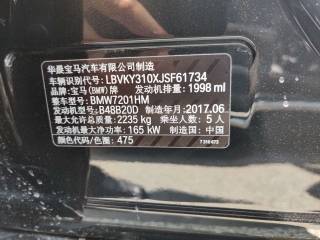 华晨宝马汽车有限公司制造
车辆识别代号: LBVKY310XJSF61734
品牌: 宝马(BMW)牌 发动机排量: 1998 ml
整车型号: BMW7201HM
发动机型号: B48B20D 制造年月: 2017.06
最大允许总质量: 2235 kg 乘坐人数: 5 人
发动机最大净功率: 165 kW 制造国: 中国
颜色代码/色圈: 475